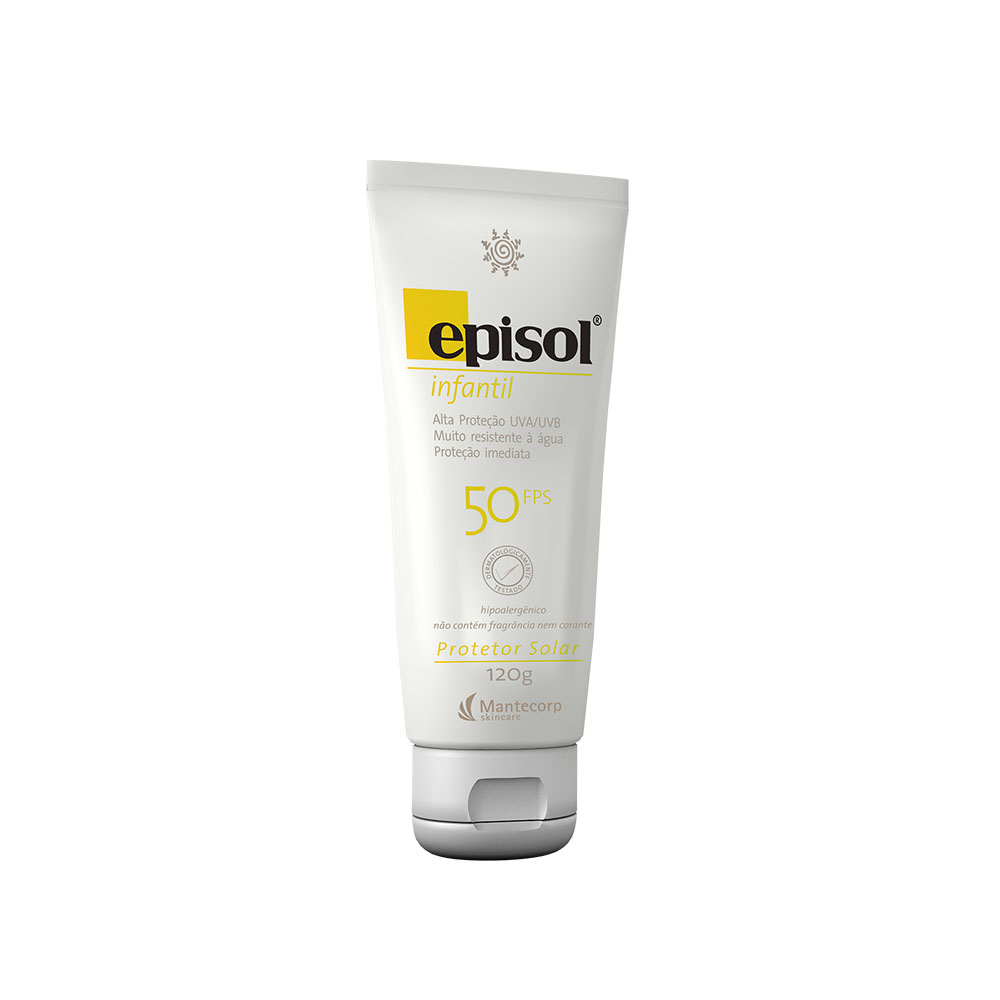 episol®
infantil
Alta Proteção UVA/UVB
Muito resistente à água
Proteção imediata
50 FPS
DERMATOLOGICAMENTE
TESTADO
hipoalergênico
não contém fragrância nem corante
Protetor Solar
120g
Mantecorp
skincare